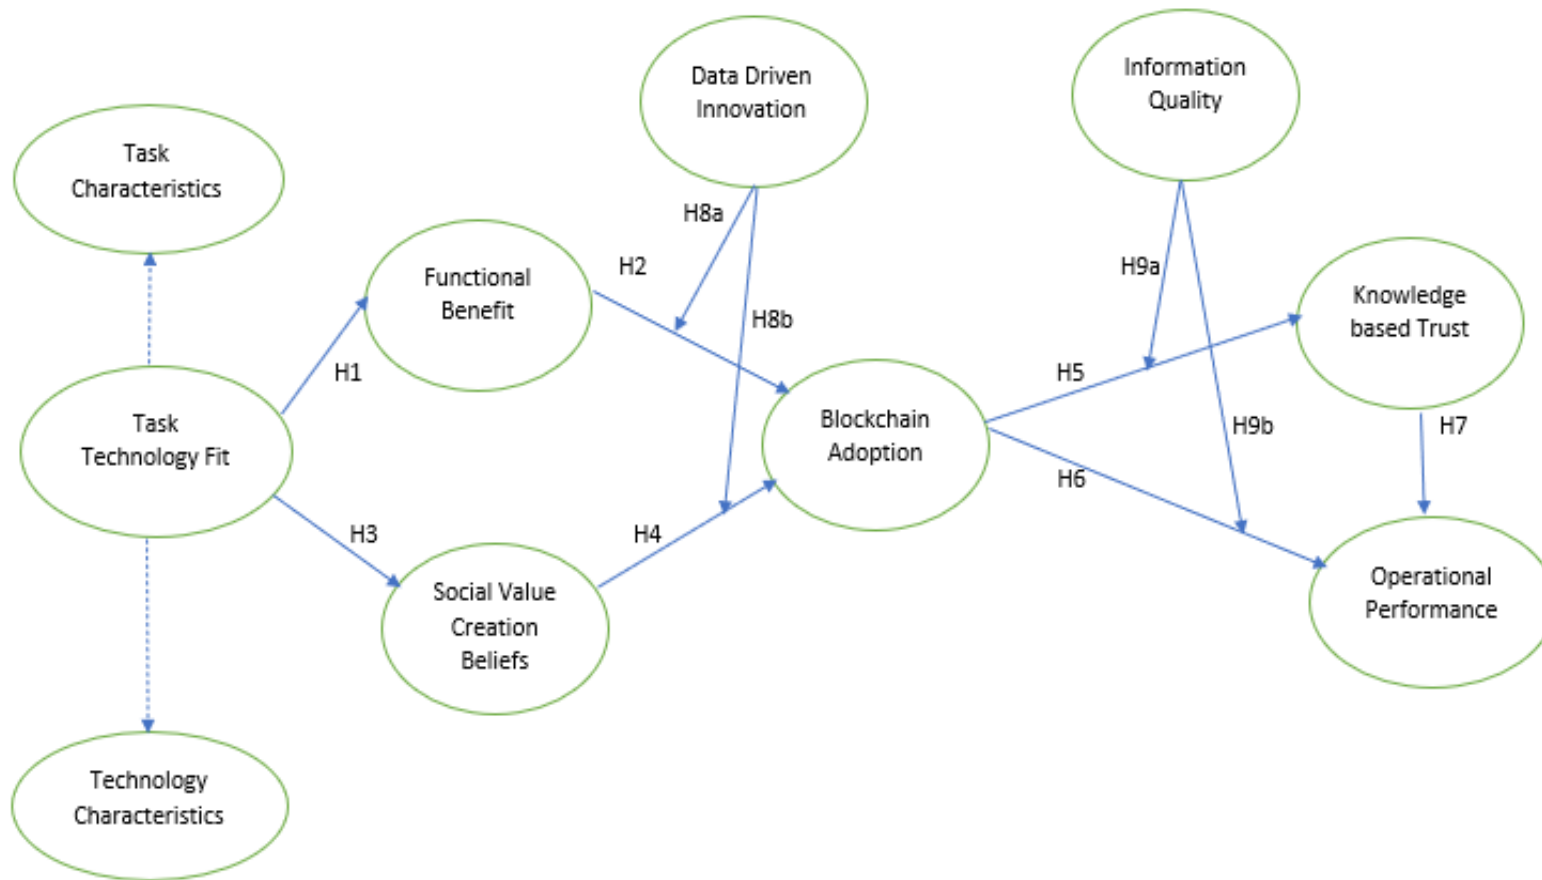 Data Driven
Innovation
Information
Quality
Task
Characteristics
H8a
H2
H9a
Functional
Benefit
Knowledge
based Trust
H8b
H1
H5
Task
Technology Fit
Blockchain
Adoption
H9b
H7
H6
H3
H4
Social Value
Creation
Beliefs
Operational
Performance
Technology
Characteristics